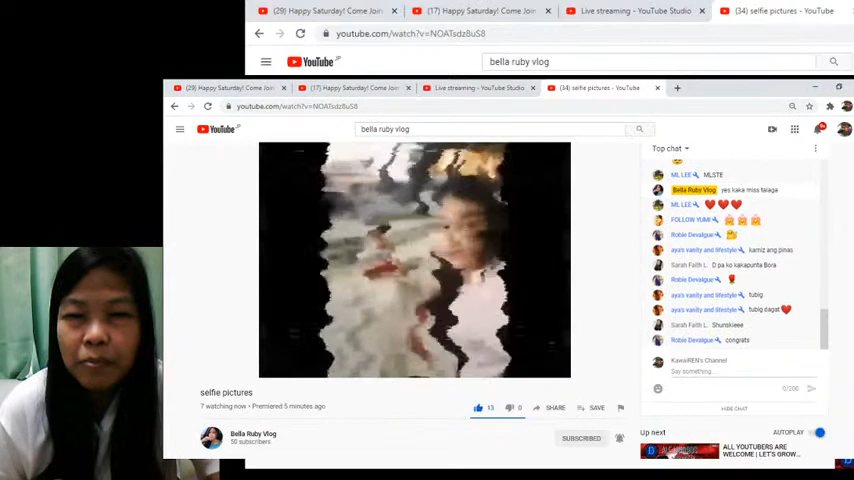 (29) Happy Saturday! Come Join
(17) Happy Saturday! Come Join
Live streaming - YouTube Studio
(34) selfie pictures - YouTube
youtube.com/watch?v=NOATsdz8uS8
YouTube
bella ruby vlog
(29) Happy Saturday! Come Join
(17) Happy Saturday! Come Join
Live streaming - YouTube Studio
(34) selfie pictures - YouTube
youtube.com/watch?v=NOATsdz8uS8
YouTube JP
bella ruby vlog
Top chat
ML LEE MLSTE
Bella Ruby Vlog yes kaka miss talaga
ML LEE
FOLLOW YUMI
Robie Devalgue
aya's vanity and lifestyle kamiz ang pinas
Sarah Faith L. D pa ko kakapunta Bora
Robie Devalgue
aya's vanity and lifestyle tubig
aya's vanity and lifestyle tubig dagat
Sarah Faith L. Shunskieee
Robie Devalgue congrats
KawaiiREN's Channel
Say something...
0/200
HIDE CHAT
selfie pictures
7 watching now • Premiered 5 minutes ago
13
0
SHARE
SAVE
Bella Ruby Vlog
50 subscribers
SUBSCRIBED
Up next
AUTOPLAY
ALL YOUTUBERS ARE
WELCOME | LET'S GROW...